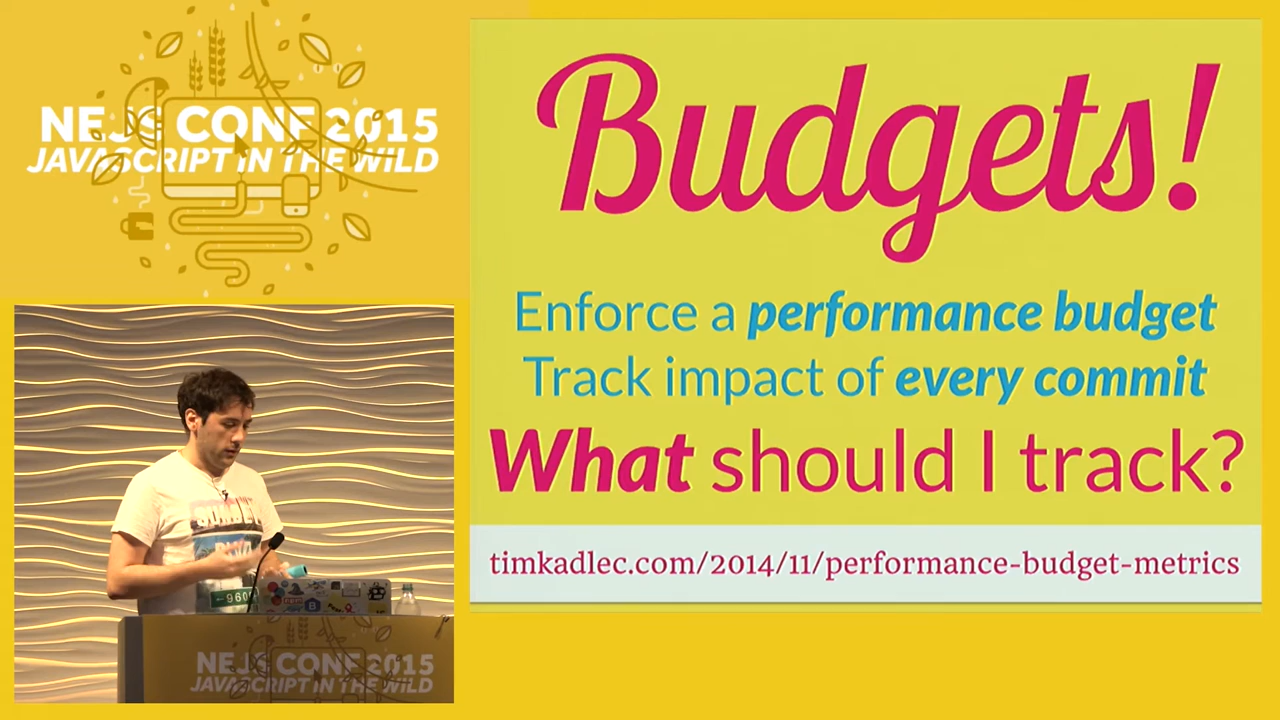 NEJS CONF 2015
JAVASCRIPT IN THE WILD
Budgets!
Enforce a performance budget
Track impact of every commit
What should I track?
timkadlec.com/2014/11/performance-budget-metrics
← 960
NEJS CONF 2015
JAVASCRIPT IN THE WILD